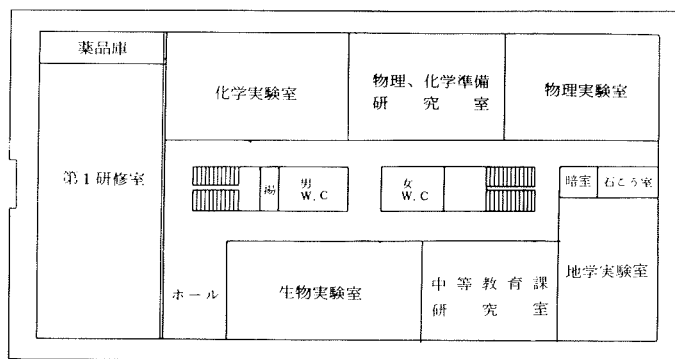 薬品庫
化学実験室
物理、化学準備
研究室
物理実験室
第1研修室
湯
男
W.C
女
W.C
暗室
石こう室
ホール
生物実験室
中等教育課
研究室
地学実験室